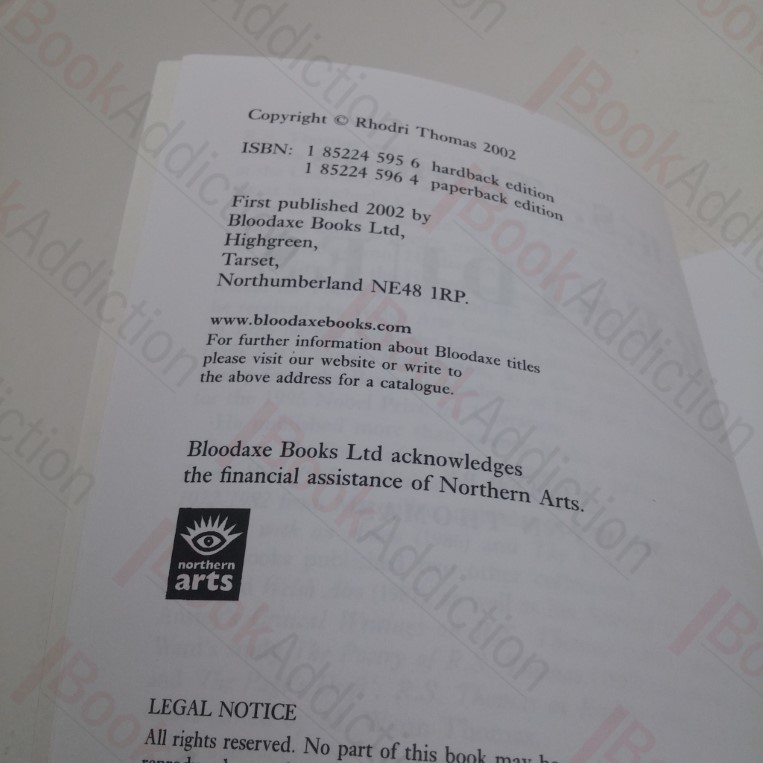 Copyright © Rhodri Thomas 2002
ISBN: 1 85224 595 6 hardback edition
1 85224 596 4 paperback edition
First published 2002 by
Bloodaxe Books Ltd,
Highgreen,
Tarset,
Northumberland NE48 1RP.
www.bloodaxebooks.com
For further information about Bloodaxe titles
please visit our website or write to
the above address for a catalogue.
Bloodaxe Books Ltd acknowledges
the financial assistance of Northern Arts.
northern
arts
LEGAL NOTICE
All rights reserved. No part of this book may
BookAddiction